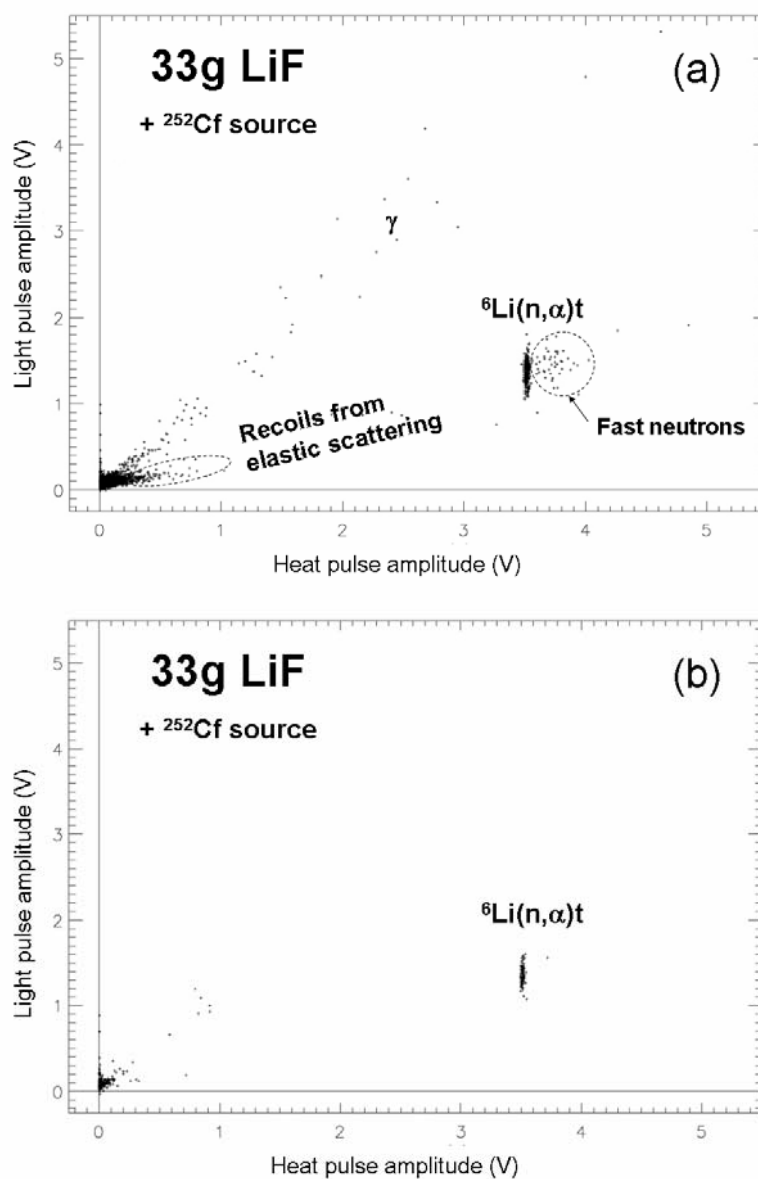 33g LiF
(a)
+ ²⁵²Cf source
γ
⁶Li(n,α)t
Recoils from
elastic scattering
Fast neutrons
5
4
3
2
1
0
Light pulse amplitude (V)
0 1 2 3 4 5
Heat pulse amplitude (V)
33g LiF
(b)
+ ²⁵²Cf source
⁶Li(n,α)t
5
4
3
2
1
0
Light pulse amplitude (V)
0 1 2 3 4 5
Heat pulse amplitude (V)